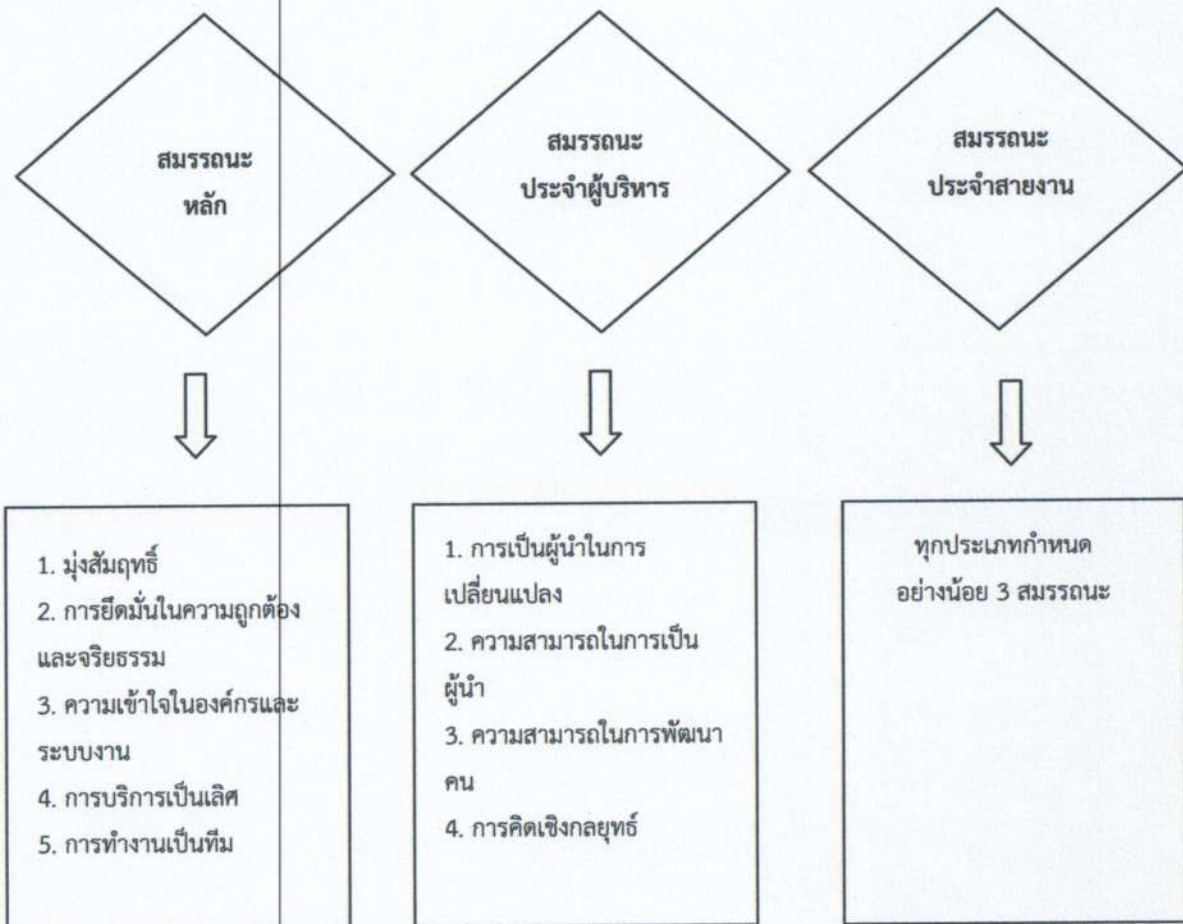 สมรรถนะ
หลัก
สมรรถนะ
ประจำผู้บริหาร
สมรรถนะ
ประจำสายงาน
1. มุ่งสัมฤทธิ์
2. การยึดมั่นในความถูกต้อง
และจริยธรรม
3. ความเข้าใจในองค์กรและ
ระบบงาน
4. การบริการเป็นเลิศ
5. การทำงานเป็นทีม
1. การเป็นผู้นำในการ
เปลี่ยนแปลง
2. ความสามารถในการเป็น
ผู้นำ
3. ความสามารถในการพัฒนา
คน
4. การคิดเชิงกลยุทธ์
ทุกประเภทกำหนด
อย่างน้อย 3 สมรรถนะ